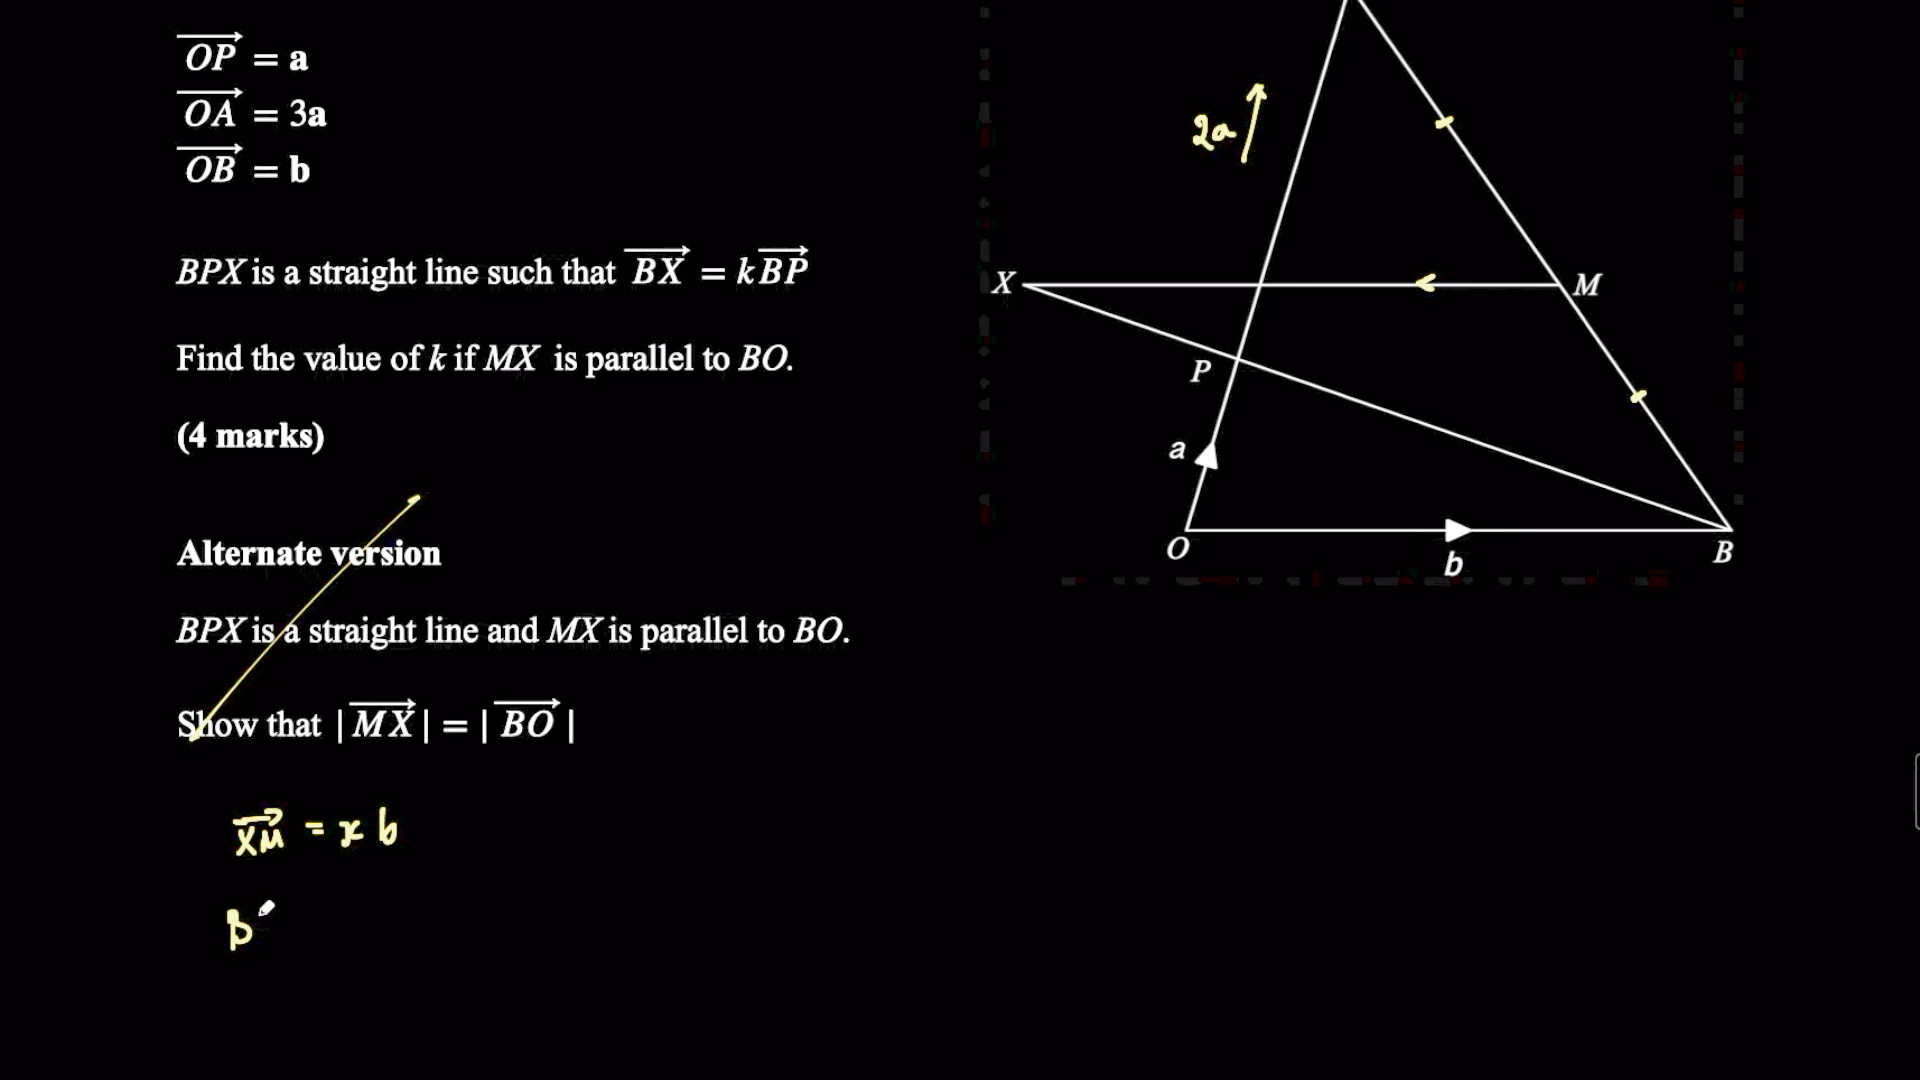 OP = a
OA = 3a
OB = b
BPX is a straight line such that BX = kBP
Find the value of k if MX is parallel to BO.
(4 marks)
Alternate version
BPX is a straight line and MX is parallel to BO.
Show that |MX| = |BO|
XM = x b
B
2a
X
M
P
a
O
b
B